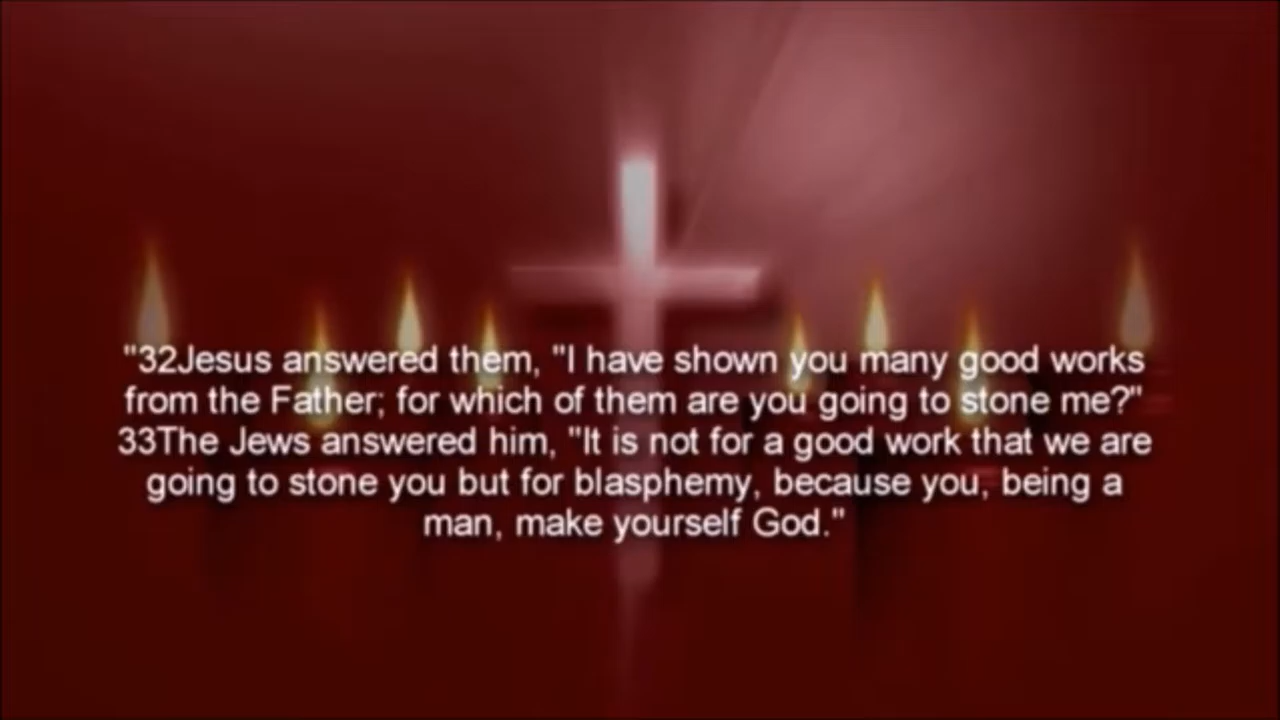 "32Jesus answered them, "I have shown you many good works
from the Father; for which of them are you going to stone me?"
33The Jews answered him, "It is not for a good work that we are
going to stone you but for blasphemy, because you, being a
man, make yourself God."